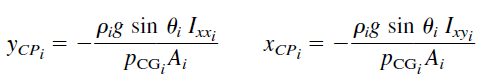 y_{CP_i} = -\frac{\rho_i g \sin \theta_i I_{xx_i}}{p_{CG_i} A_i} x_{CP_i} = -\frac{\rho_i g \sin \theta_i I_{xy_i}}{p_{CG_i} A_i}